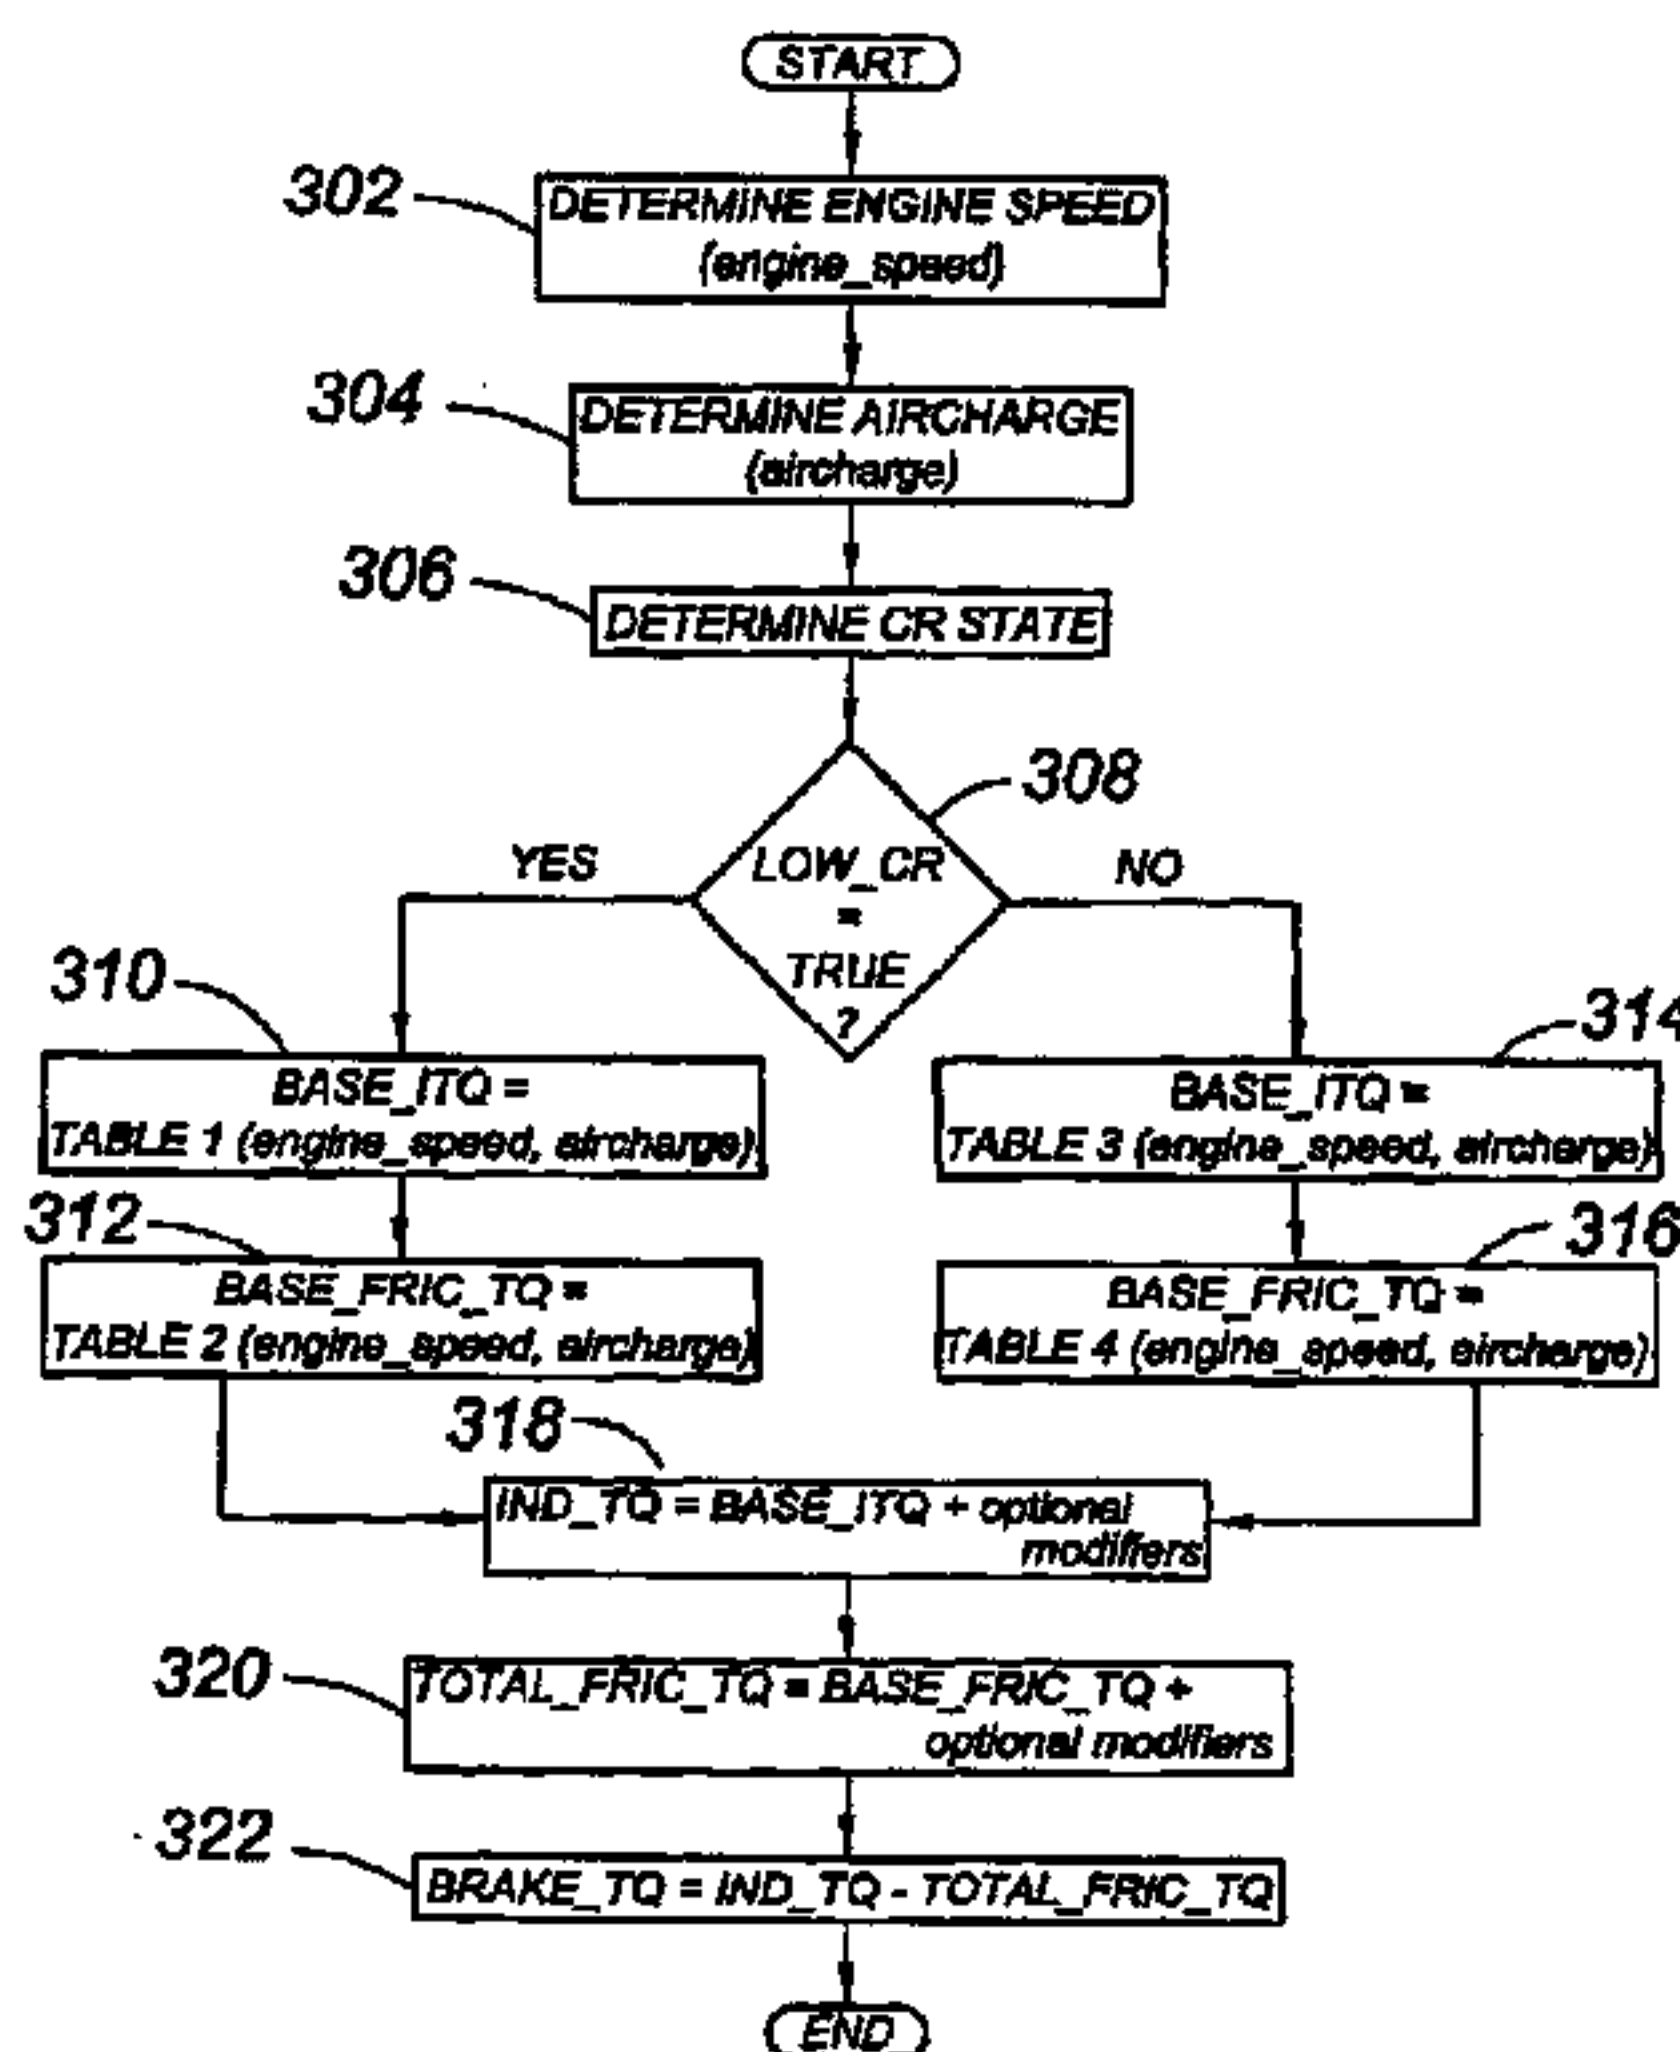 START
302
DETERMINE ENGINE SPEED
(engine_speed)
304
DETERMINE AIRCHARGE
(aircharge)
306
DETERMINE CR STATE
308
LOW_CR
=
TRUE
?
YES
NO
310
BASE_ITQ =
TABLE 1 (engine_speed, aircharge)
314
BASE_ITQ =
TABLE 3 (engine_speed, aircharge)
312
BASE_FRIC_TQ =
TABLE 2 (engine_speed, aircharge)
316
BASE_FRIC_TQ =
TABLE 4 (engine_speed, aircharge)
318
IND_TQ = BASE_ITQ + optional
modifiers
320
TOTAL_FRIC_TQ = BASE_FRIC_TQ +
optional modifiers
322
BRAKE_TQ = IND_TQ - TOTAL_FRIC_TQ
END